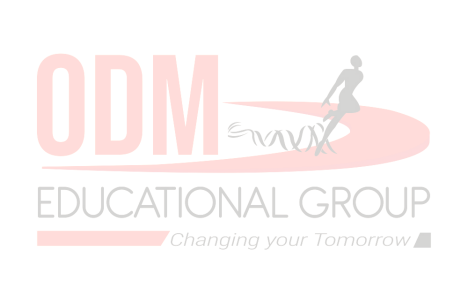 ODM
EDUCATIONAL GROUP
Changing your Tomorrow